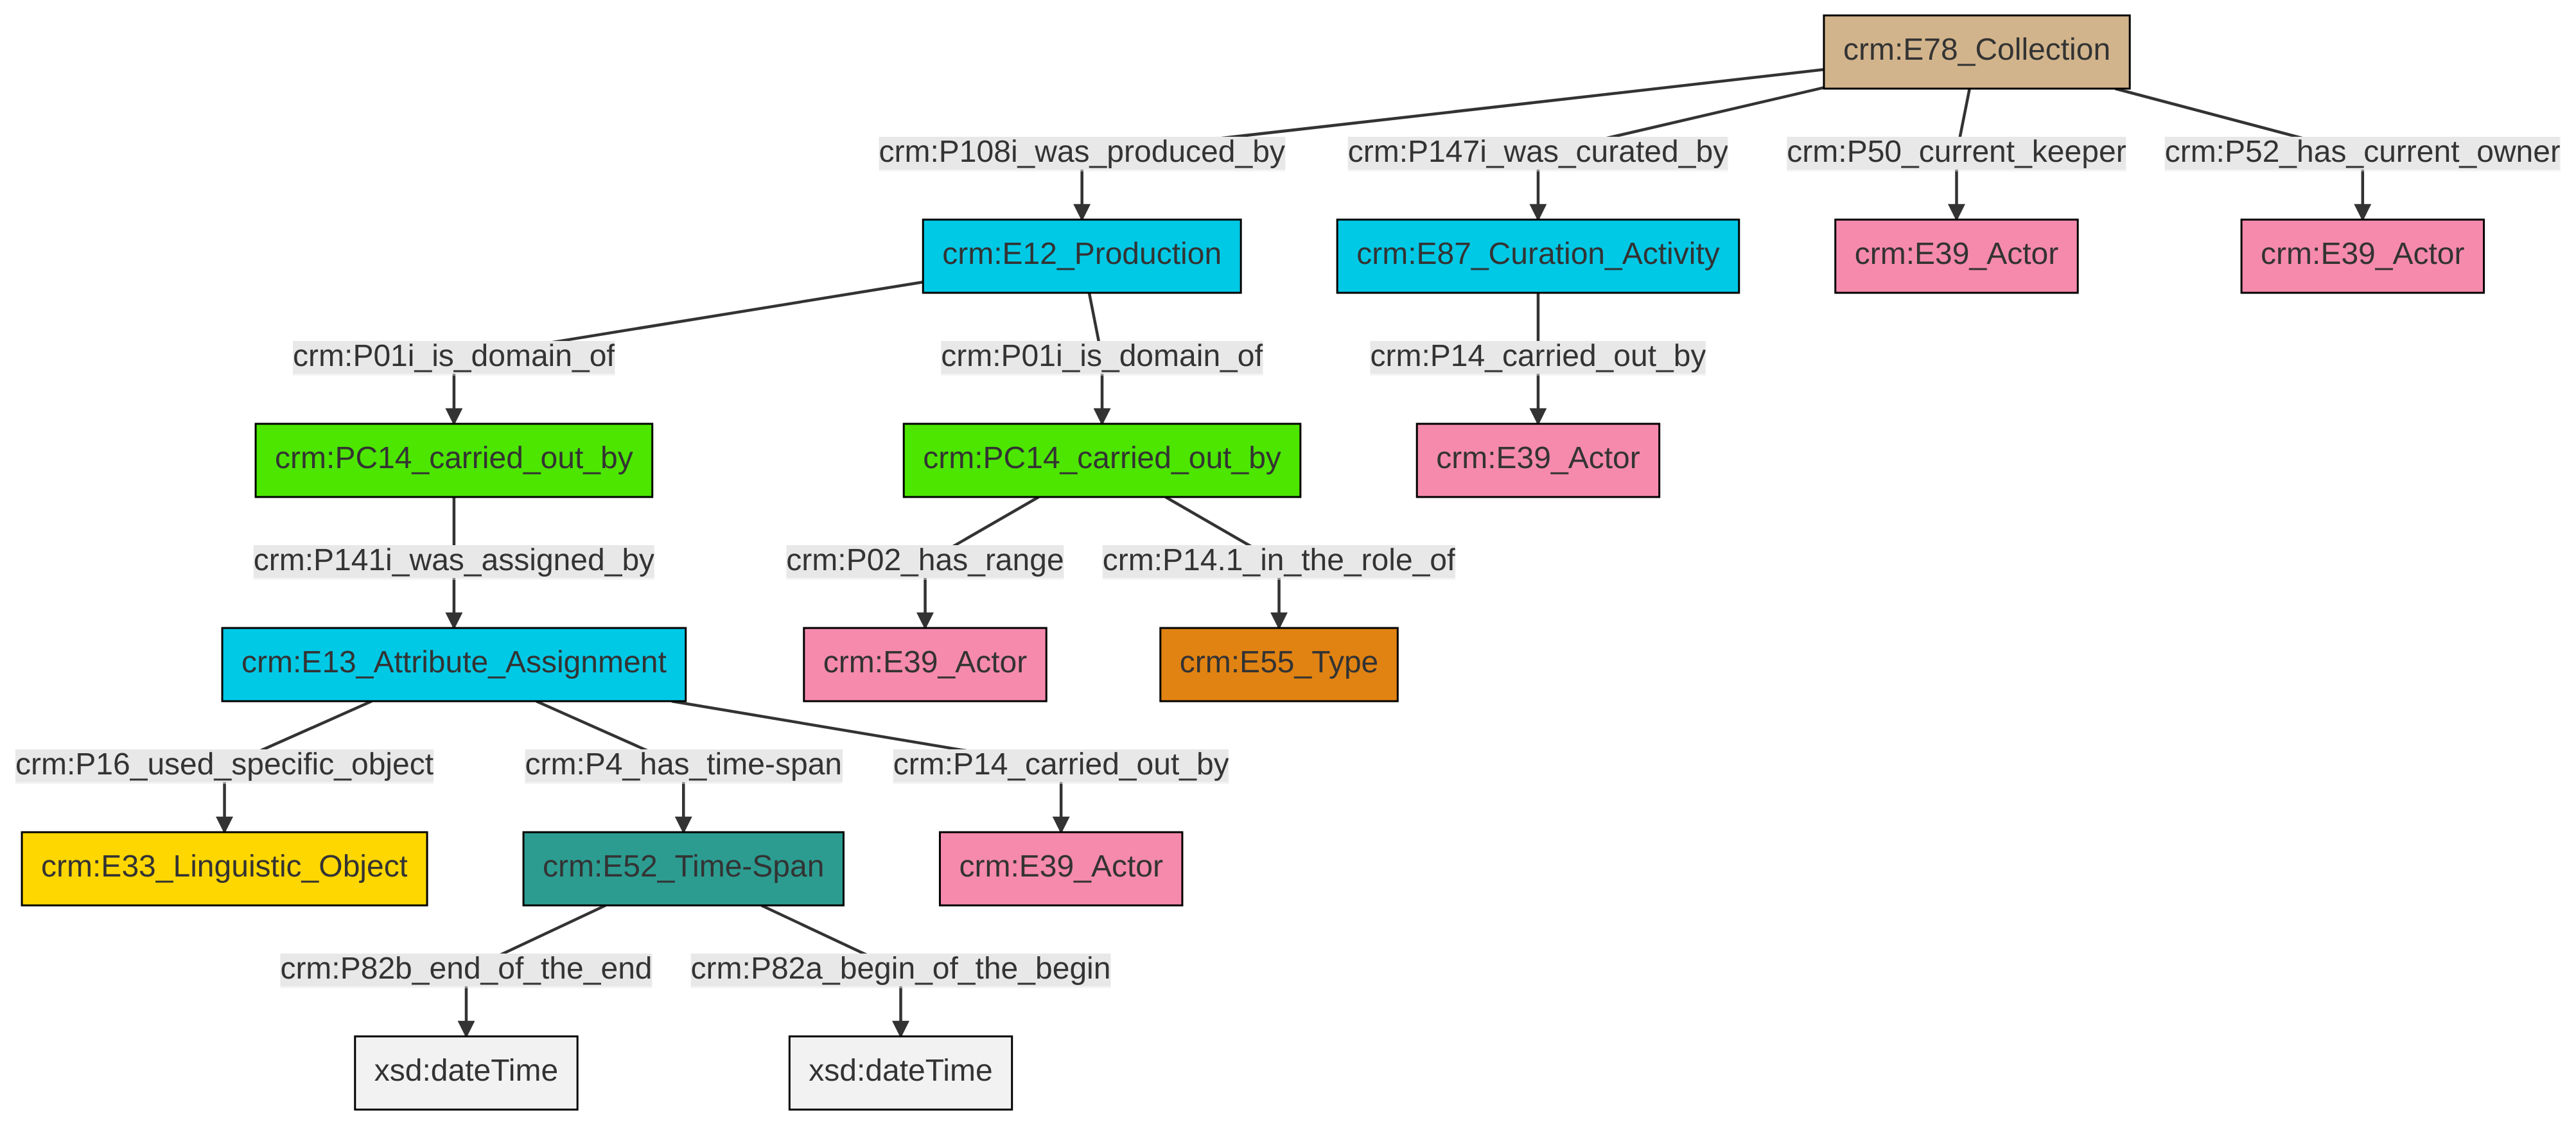 crm:E78_Collection
crm:P108i_was_produced_by
crm:P147i_was_curated_by
crm:P50_current_keeper
crm:P52_has_current_owner
crm:E12_Production
crm:E87_Curation_Activity
crm:E39_Actor
crm:E39_Actor
crm:P01i_is_domain_of
crm:P01i_is_domain_of
crm:P14_carried_out_by
crm:PC14_carried_out_by
crm:PC14_carried_out_by
crm:E39_Actor
crm:P141i_was_assigned_by
crm:P02_has_range
crm:P14.1_in_the_role_of
crm:E13_Attribute_Assignment
crm:E39_Actor
crm:E55_Type
crm:P16_used_specific_object
crm:P4_has_time-span
crm:P14_carried_out_by
crm:E33_Linguistic_Object
crm:E52_Time-Span
crm:E39_Actor
crm:P82b_end_of_the_end
crm:P82a_begin_of_the_begin
xsd:dateTime
xsd:dateTime